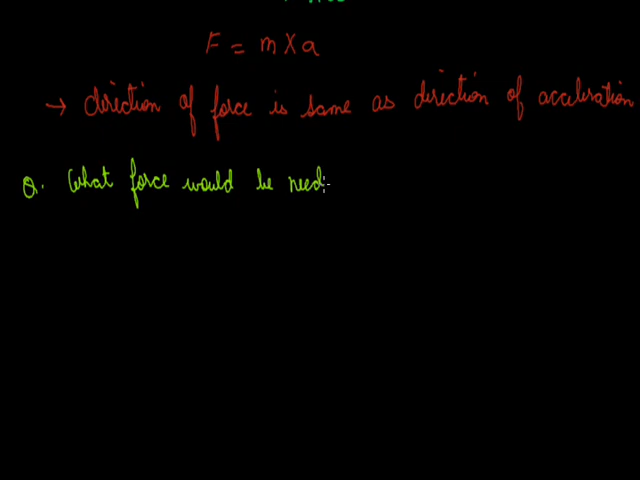 F = m X a
→ direction of force is same as direction of acceleration
Q. What force would be need